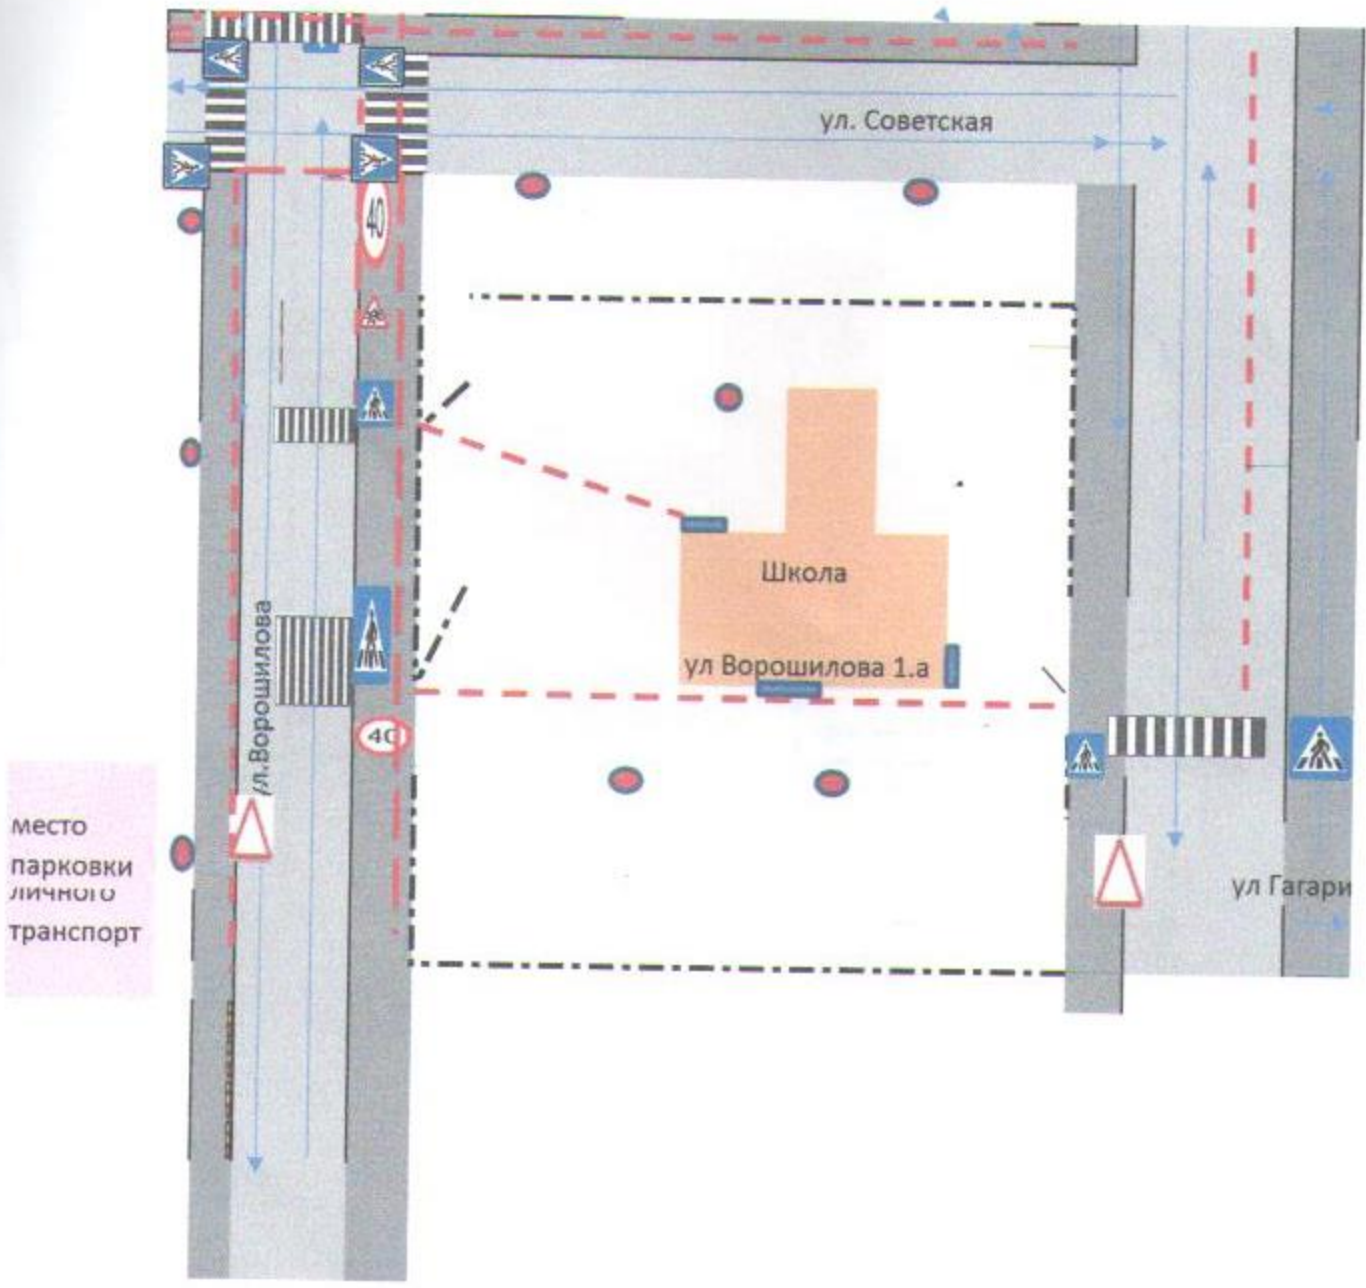 ул. Советская
40
Школа
ул Ворошилова 1.а
ул.Ворошилова
40
место
парковки
личного
транспорт
ул Гагари